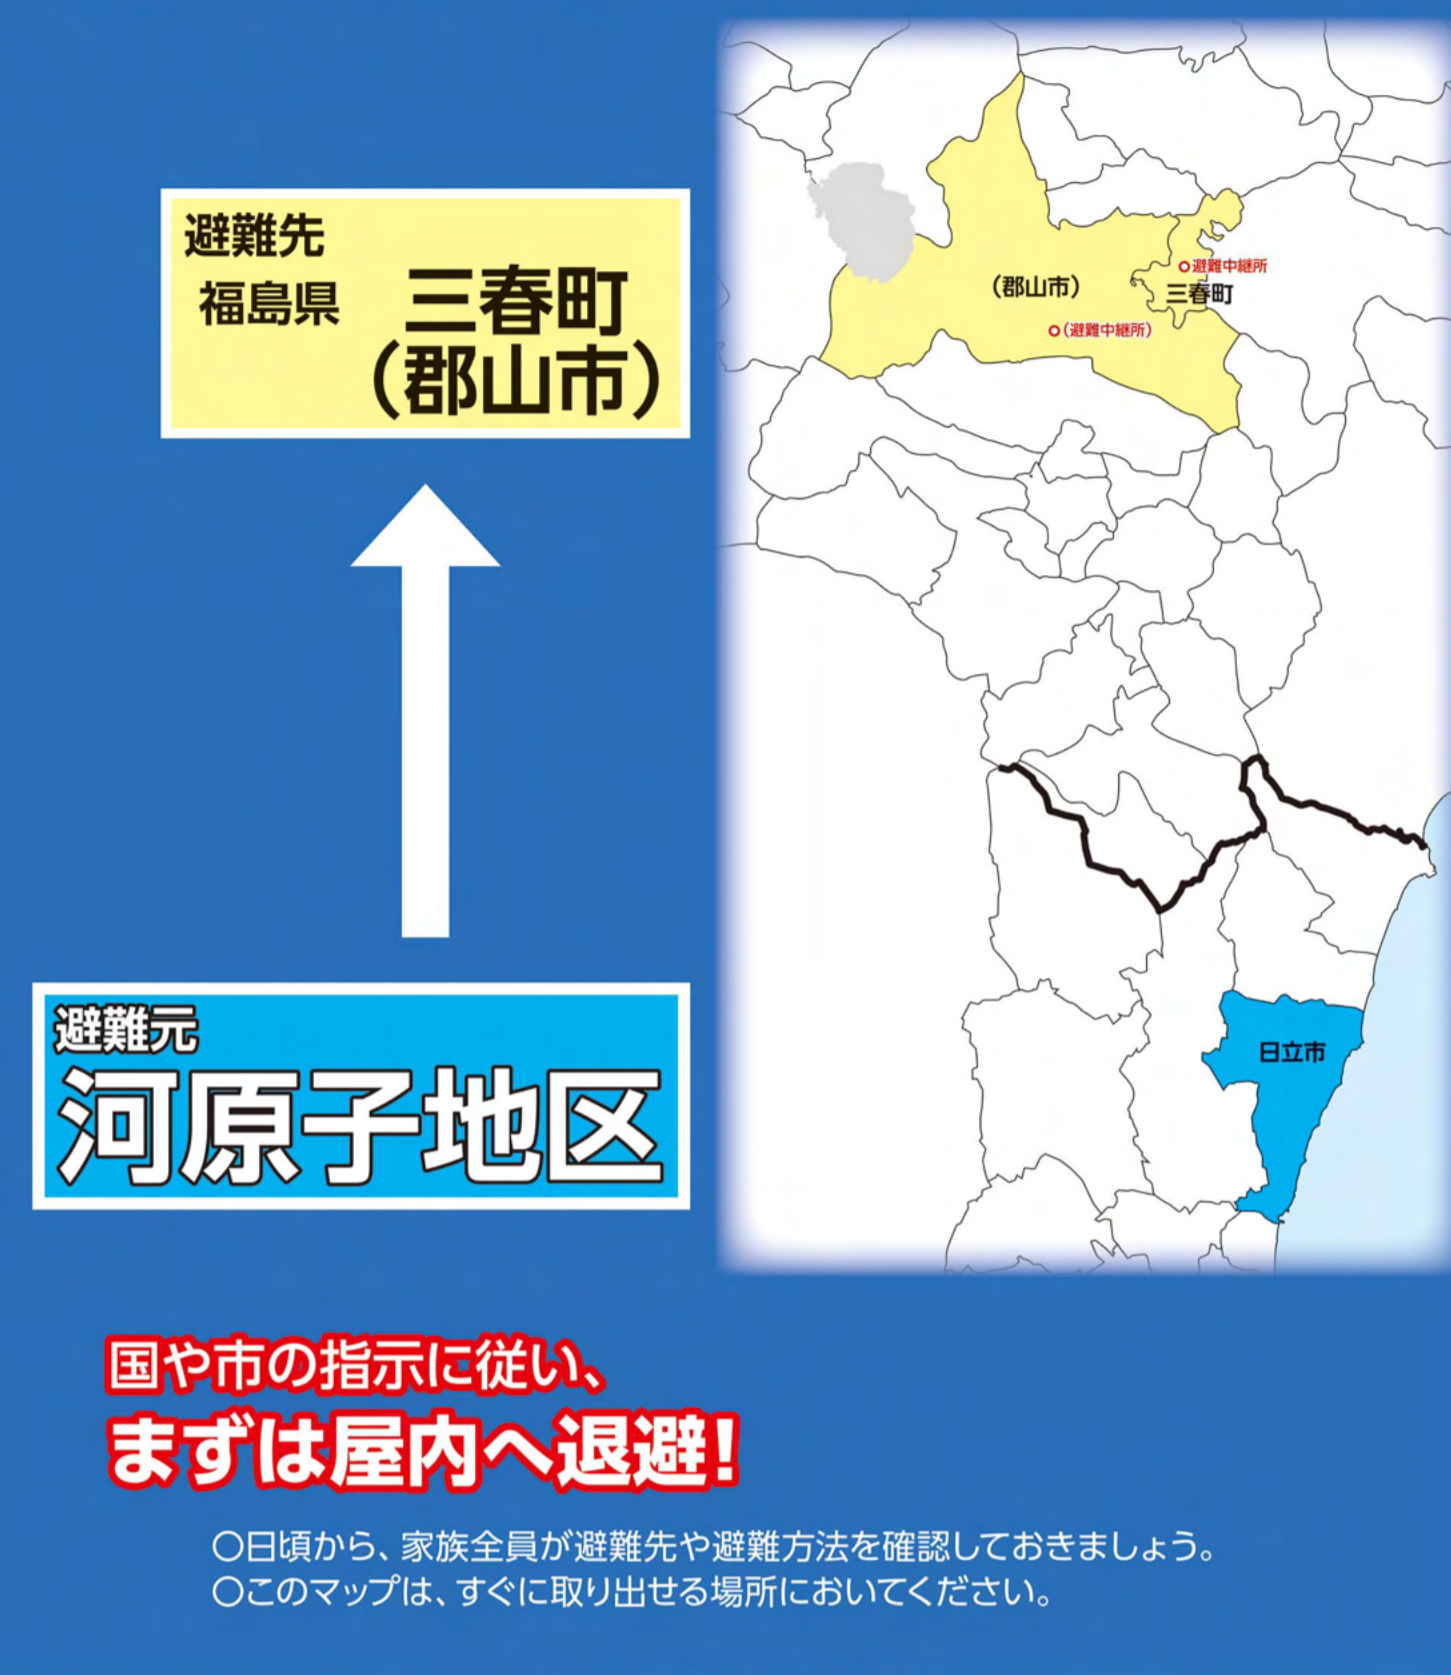 避難先
福島県 三春町
（郡山市）
避難元
河原子地区
（郡山市）
避難中継所
三春町
（避難中継所）
日立市
国や市の指示に従い、
まずは屋内へ退避！
○日頃から、家族全員が避難先や避難方法を確認しておきましょう。
○このマップは、すぐに取り出せる場所においてください。